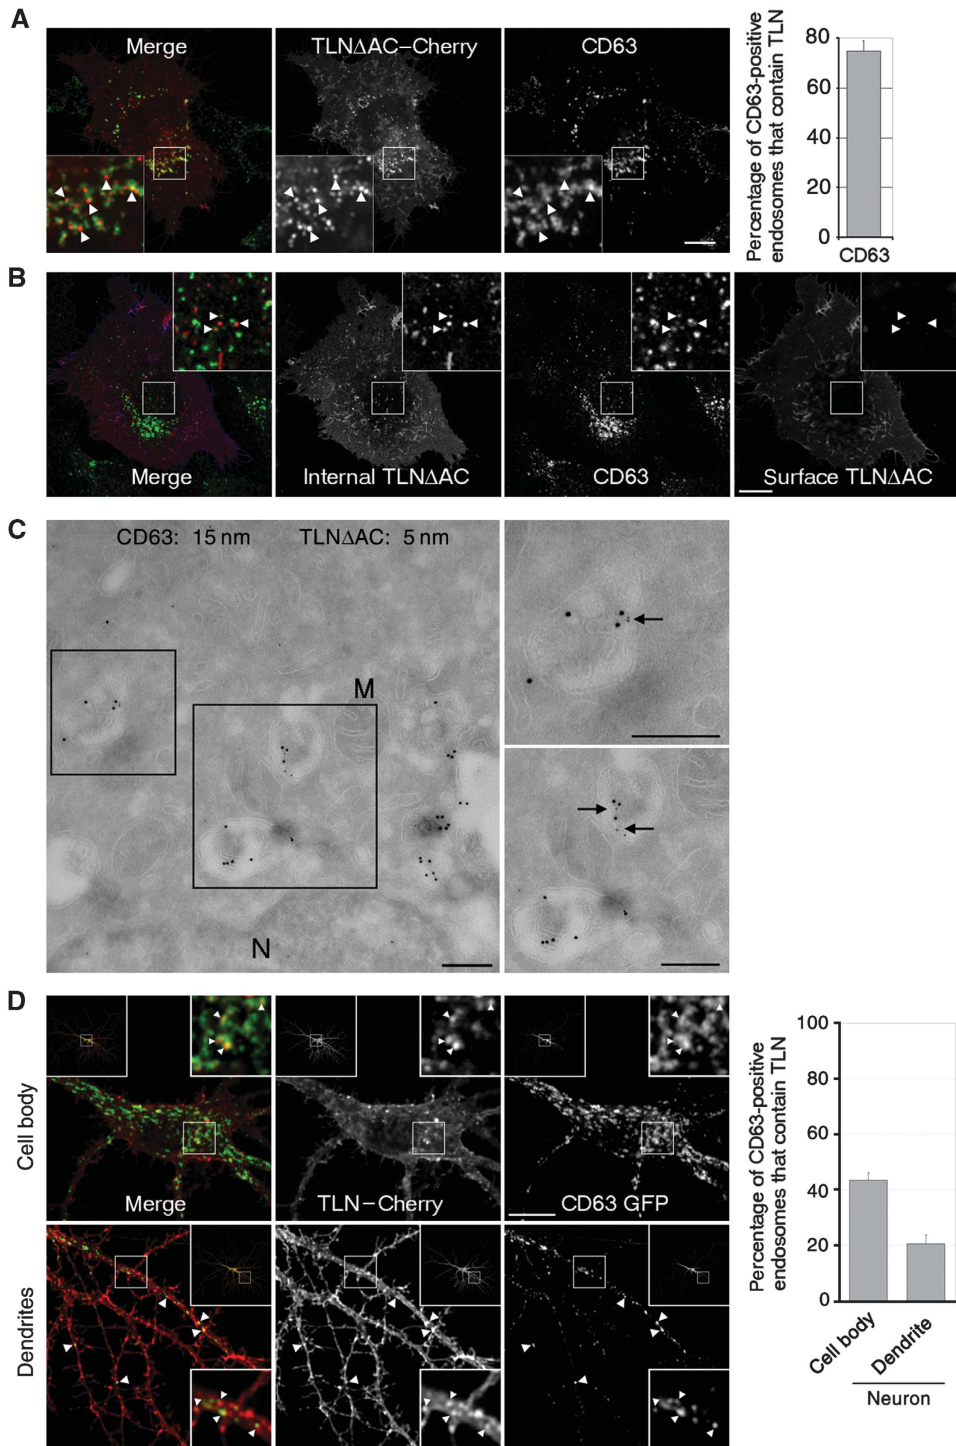 A
Merge
TLNΔAC–Cherry
CD63
Percentage of CD63-positive
endosomes that contain TLN
80
60
40
20
0
CD63
B
Merge
Internal TLNΔAC
CD63
Surface TLNΔAC
C
CD63: 15 nm
TLNΔAC: 5 nm
M
N
D
Cell body
Merge
TLN–Cherry
CD63 GFP
Dendrites
Percentage of CD63-positive
endosomes that contain TLN
100
80
60
40
20
0
Cell body
Dendrite
Neuron